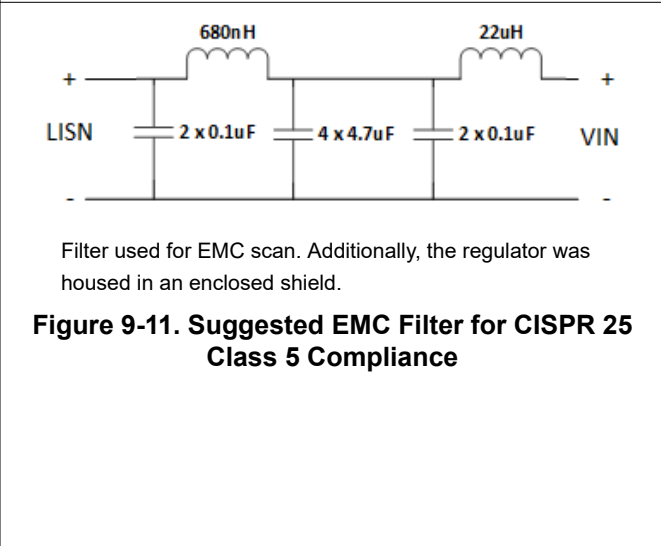 680nH 22uH
+ +
LISN 2 x 0.1uF 4 x 4.7uF 2 x 0.1uF VIN
- -
Filter used for EMC scan. Additionally, the regulator was
housed in an enclosed shield.
Figure 9-11. Suggested EMC Filter for CISPR 25
Class 5 Compliance